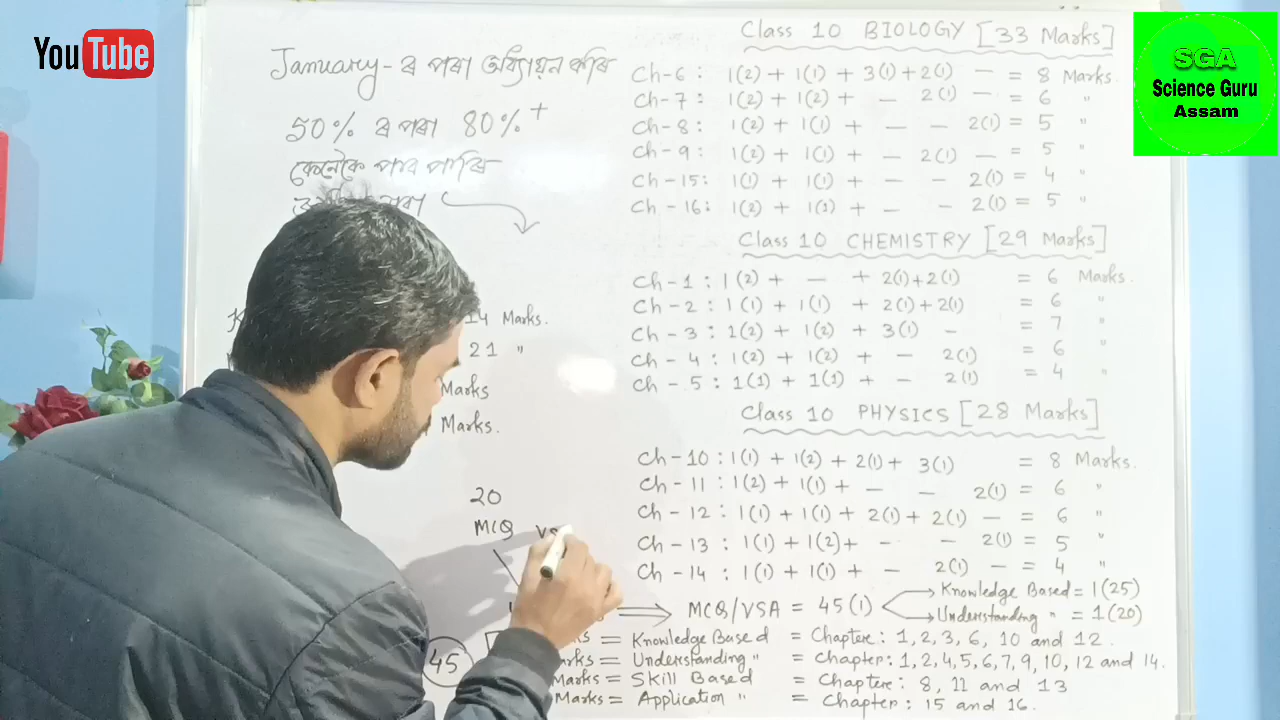 YouTube
SGA
Science Guru
Assam
January-ৰ পৰা অধ্যয়ন কৰি
50% ৰ পৰা 80%+
কেনেকৈ পাব পাৰি
14 Marks.
21 "
Marks
Marks.
20
MCQ VS
45
Class 10 BIOLOGY [33 Marks]
Ch-6: 1(2) + 1(1) + 3(1)+2(1) — = 8 Marks.
Ch-7: 1(2) + 1(2) + — 2(1) — = 6 "
Ch-8: 1(2) + 1(1) + — — 2(1) = 5 "
Ch-9: 1(2) + 1(1) + — 2(1) — = 5 "
Ch-15: 1(1) + 1(1) + — — 2(1) = 4 "
Ch-16: 1(2) + 1(1) + — — 2(1) = 5 "
Class 10 CHEMISTRY [29 Marks]
Ch-1: 1(2) + — + 2(1)+2(1) = 6 Marks.
Ch-2: 1(1) + 1(1) + 2(1)+2(1) = 6 "
Ch-3: 1(2) + 1(2) + 3(1) — = 7 "
Ch-4: 1(2) + 1(2) + — 2(1) = 6 "
Ch-5: 1(1) + 1(1) + — 2(1) = 4 "
Class 10 PHYSICS [28 Marks]
Ch-10: 1(1) + 1(2) + 2(1) + 3(1) = 8 Marks.
Ch-11: 1(2) + 1(1) + — — 2(1) = 6 "
Ch-12: 1(1) + 1(1) + 2(1) + 2(1) — = 6 "
Ch-13: 1(1) + 1(2) + — — 2(1) = 5 "
Ch-14: 1(1) + 1(1) + — 2(1) — = 4 "
MCQ/VSA = 45(1)
Knowledge Based = 1(25)
Understanding " = 1(20)
= Knowledge Based = Chapter: 1, 2, 3, 6, 10 and 12.
= Understanding " = Chapter: 1, 2, 4, 5, 6, 7, 9, 10, 12 and 14.
Marks = Skill Based = Chapter: 8, 11 and 13
Marks = Application " = Chapter: 15 and 16.